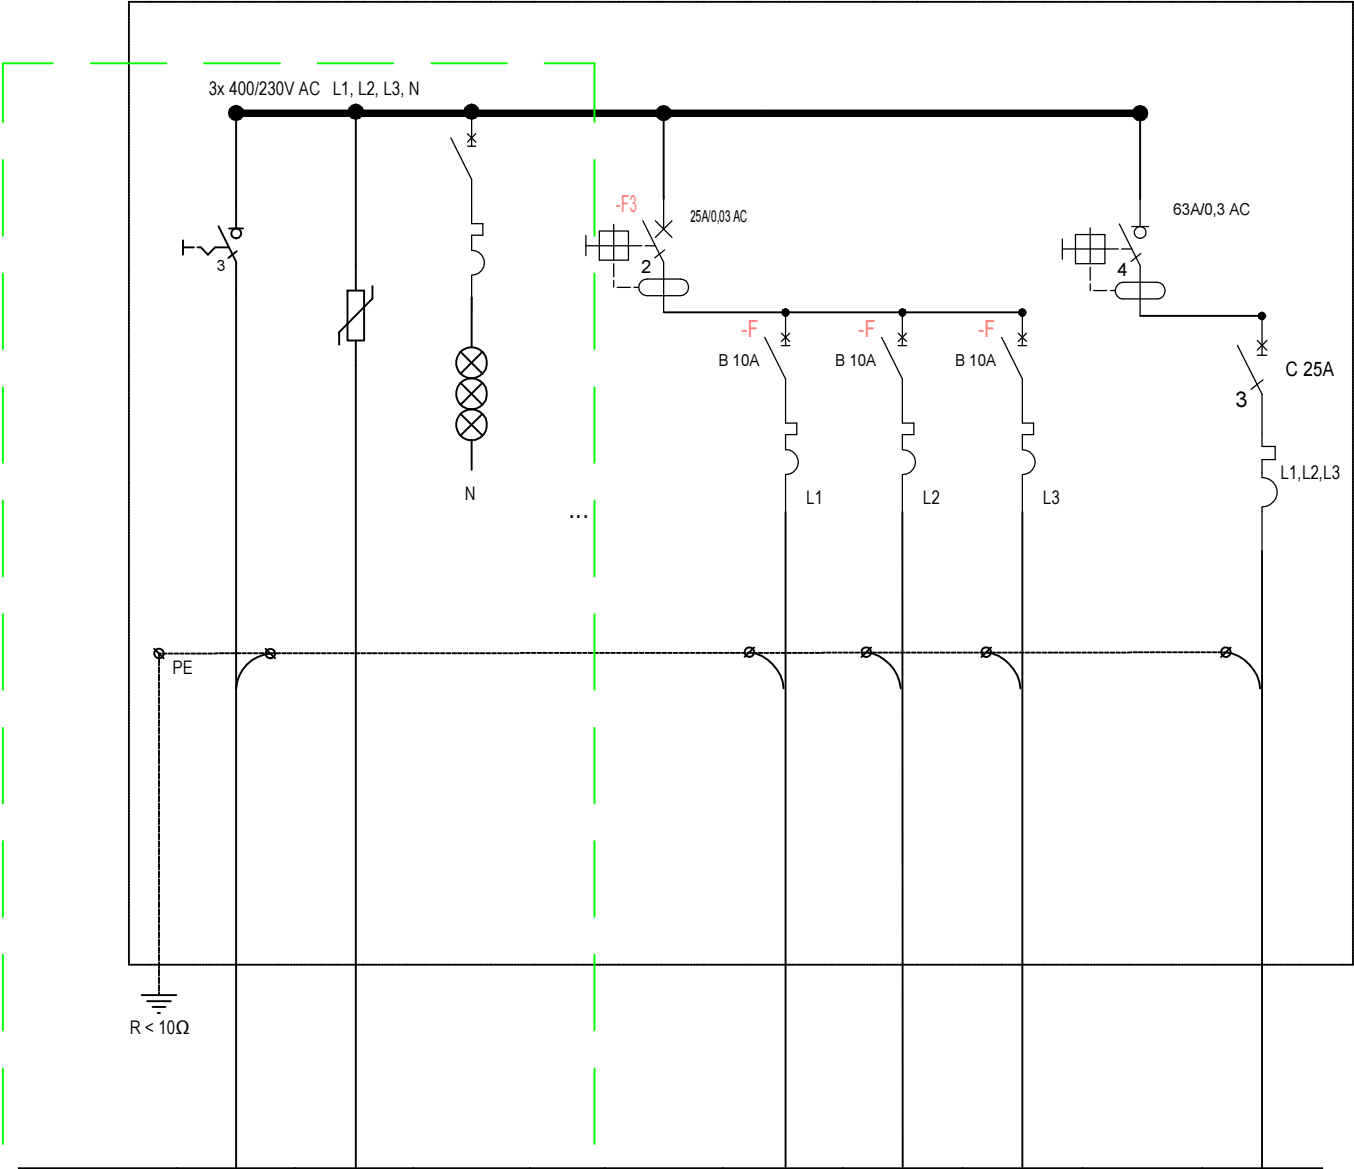 3x 400/230V AC L1, L2, L3, N
-F3
25A/0,03 AC
63A/0,3 AC
3
2
4
-F
-F
-F
B 10A
B 10A
B 10A
C 25A
3
L1,L2,L3
N
L1
L2
L3
...
PE
R < 10Ω